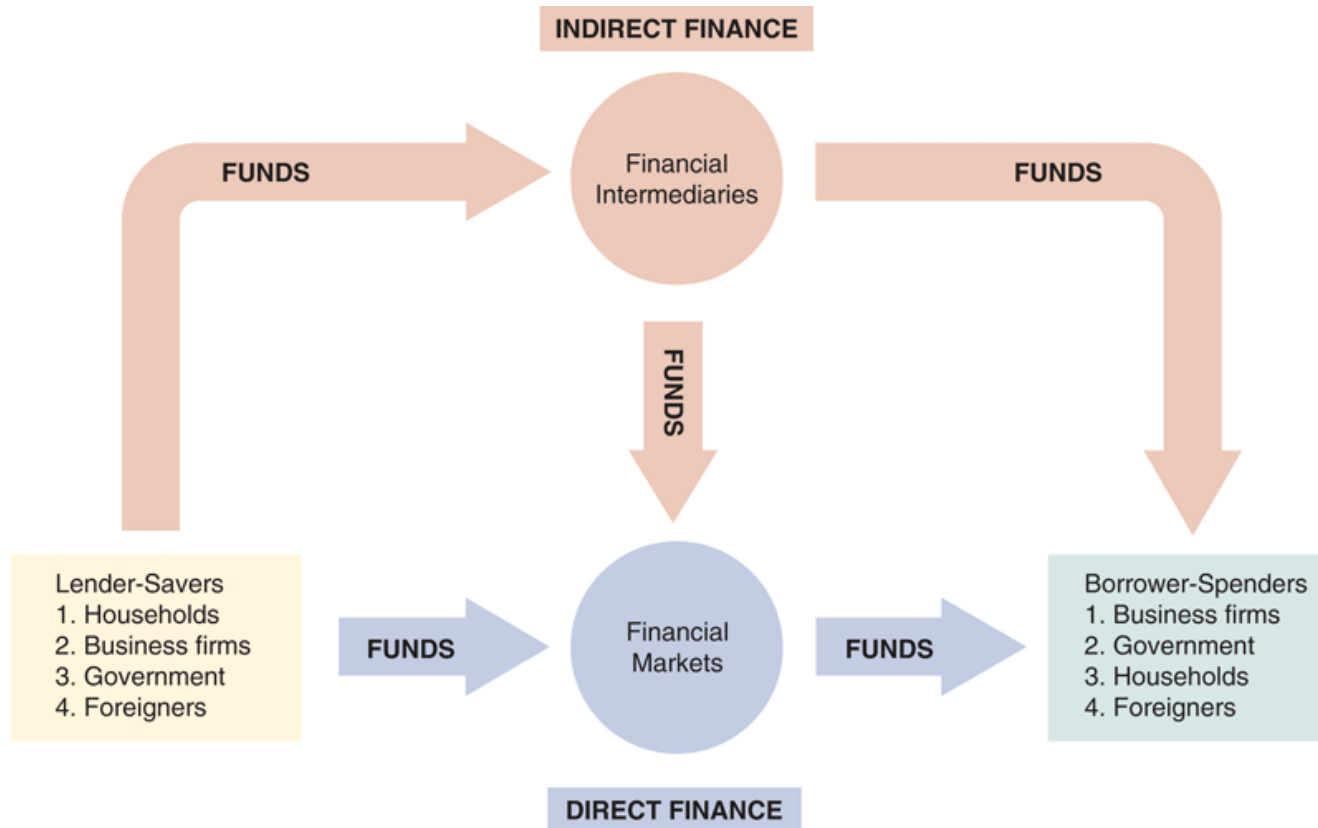 INDIRECT FINANCE
Financial
Intermediaries
FUNDS
FUNDS
FUNDS
Lender-Savers
1. Households
2. Business firms
3. Government
4. Foreigners
FUNDS
Financial
Markets
FUNDS
Borrower-Spenders
1. Business firms
2. Government
3. Households
4. Foreigners
DIRECT FINANCE